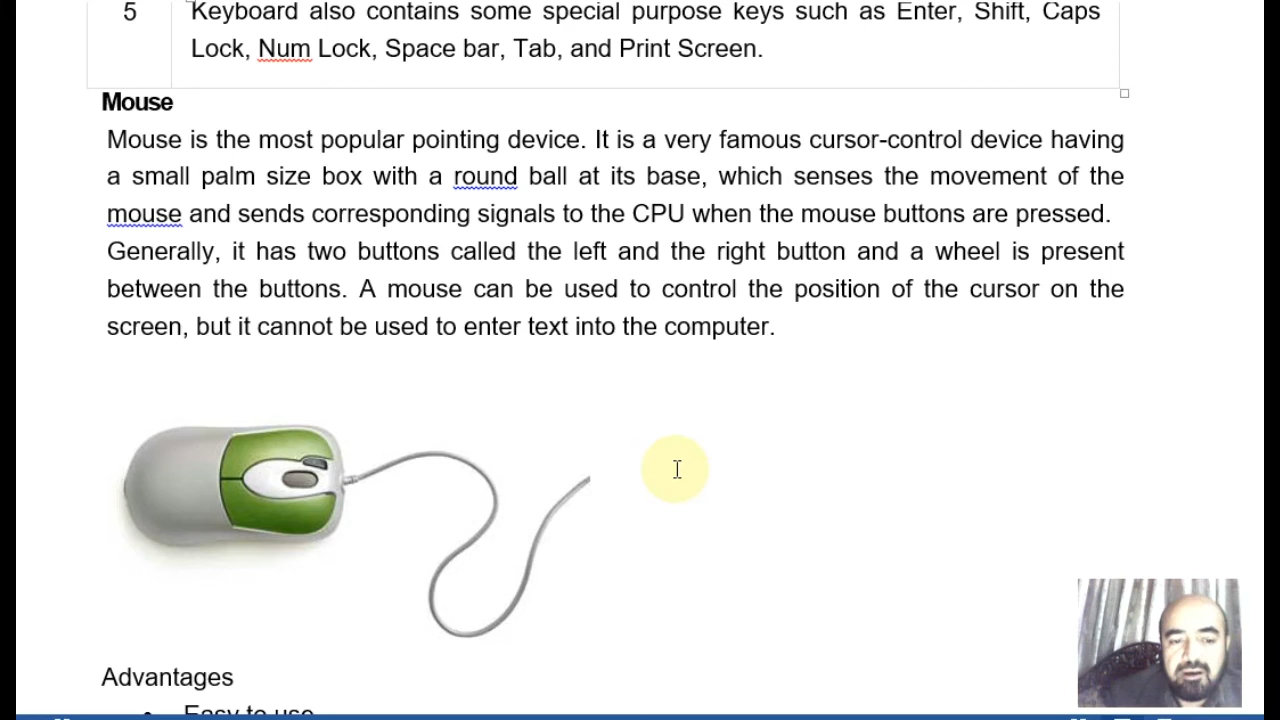 5
Keyboard also contains some special purpose keys such as Enter, Shift, Caps
Lock, Num Lock, Space bar, Tab, and Print Screen.
Mouse
Mouse is the most popular pointing device. It is a very famous cursor-control device having
a small palm size box with a round ball at its base, which senses the movement of the
mouse and sends corresponding signals to the CPU when the mouse buttons are pressed.
Generally, it has two buttons called the left and the right button and a wheel is present
between the buttons. A mouse can be used to control the position of the cursor on the
screen, but it cannot be used to enter text into the computer.
Advantages
• Easy to use